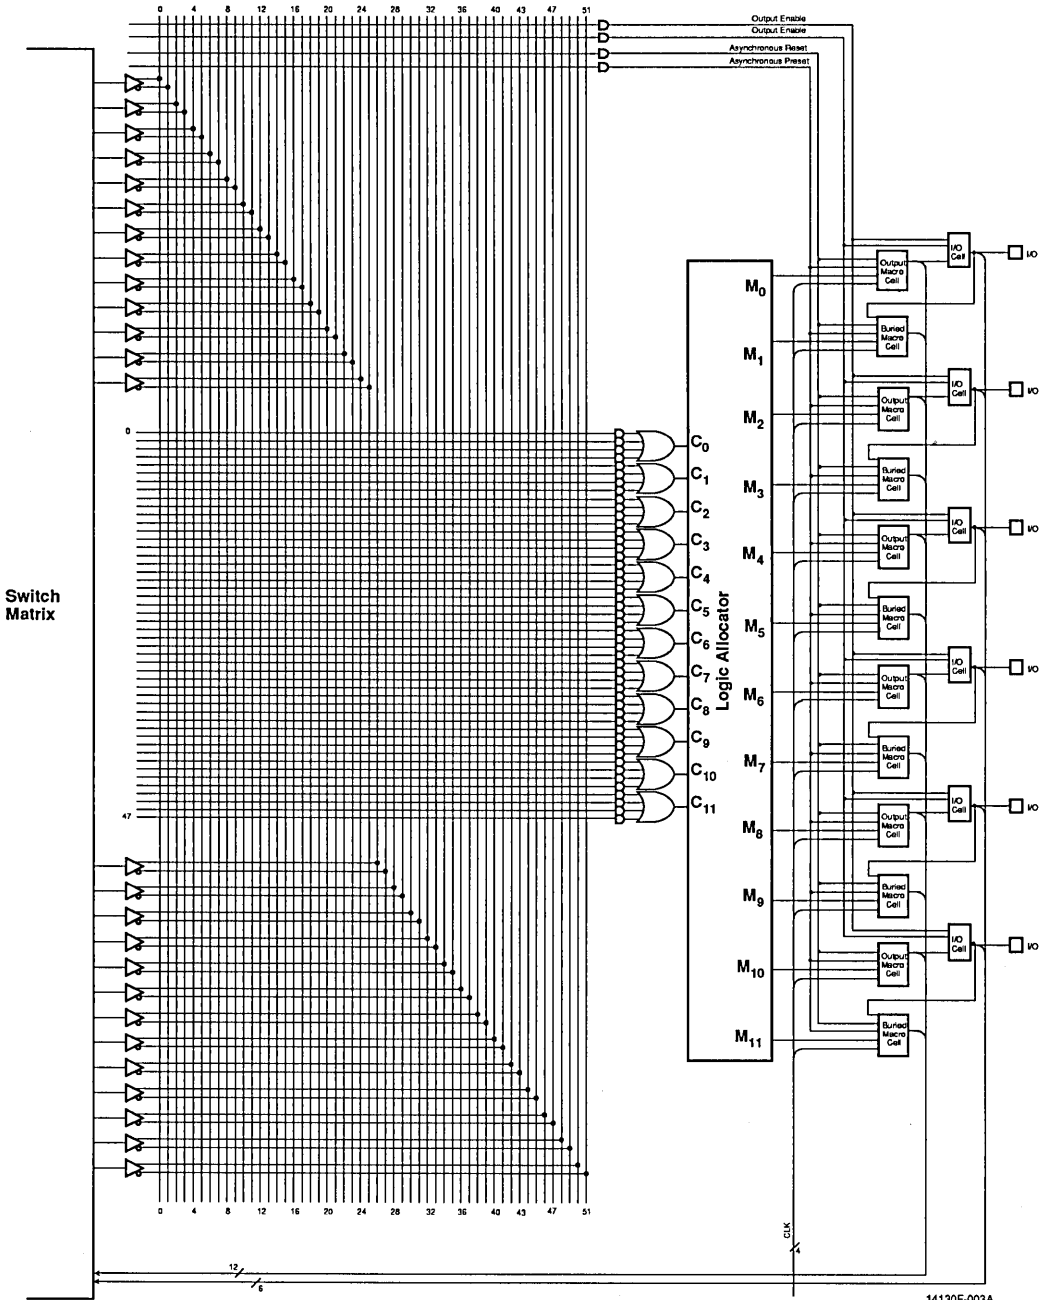 0 4 8 12 16 20 24 28 32 36 40 43 47 51
Output Enable
Output Enable
Asynchronous Reset
Asynchronous Preset
I/O Cell
I/O
Output Macro Cell
M0
Buried Macro Cell
M1
I/O Cell
I/O
Output Macro Cell
M2
0
C0
Buried Macro Cell
C1
M3
C2
I/O Cell
I/O
Output Macro Cell
C3
M4
C4
Switch
Matrix
C5
Logic Allocator
Buried Macro Cell
M5
C6
I/O Cell
I/O
C7
Output Macro Cell
M6
C8
C9
Buried Macro Cell
M7
C10
C11
I/O Cell
I/O
47
Output Macro Cell
M8
Buried Macro Cell
M9
I/O Cell
I/O
Output Macro Cell
M10
Buried Macro Cell
M11
0 4 8 12 16 20 24 28 32 36 40 43 47 51
CLK
4
12
6
14130F-003A